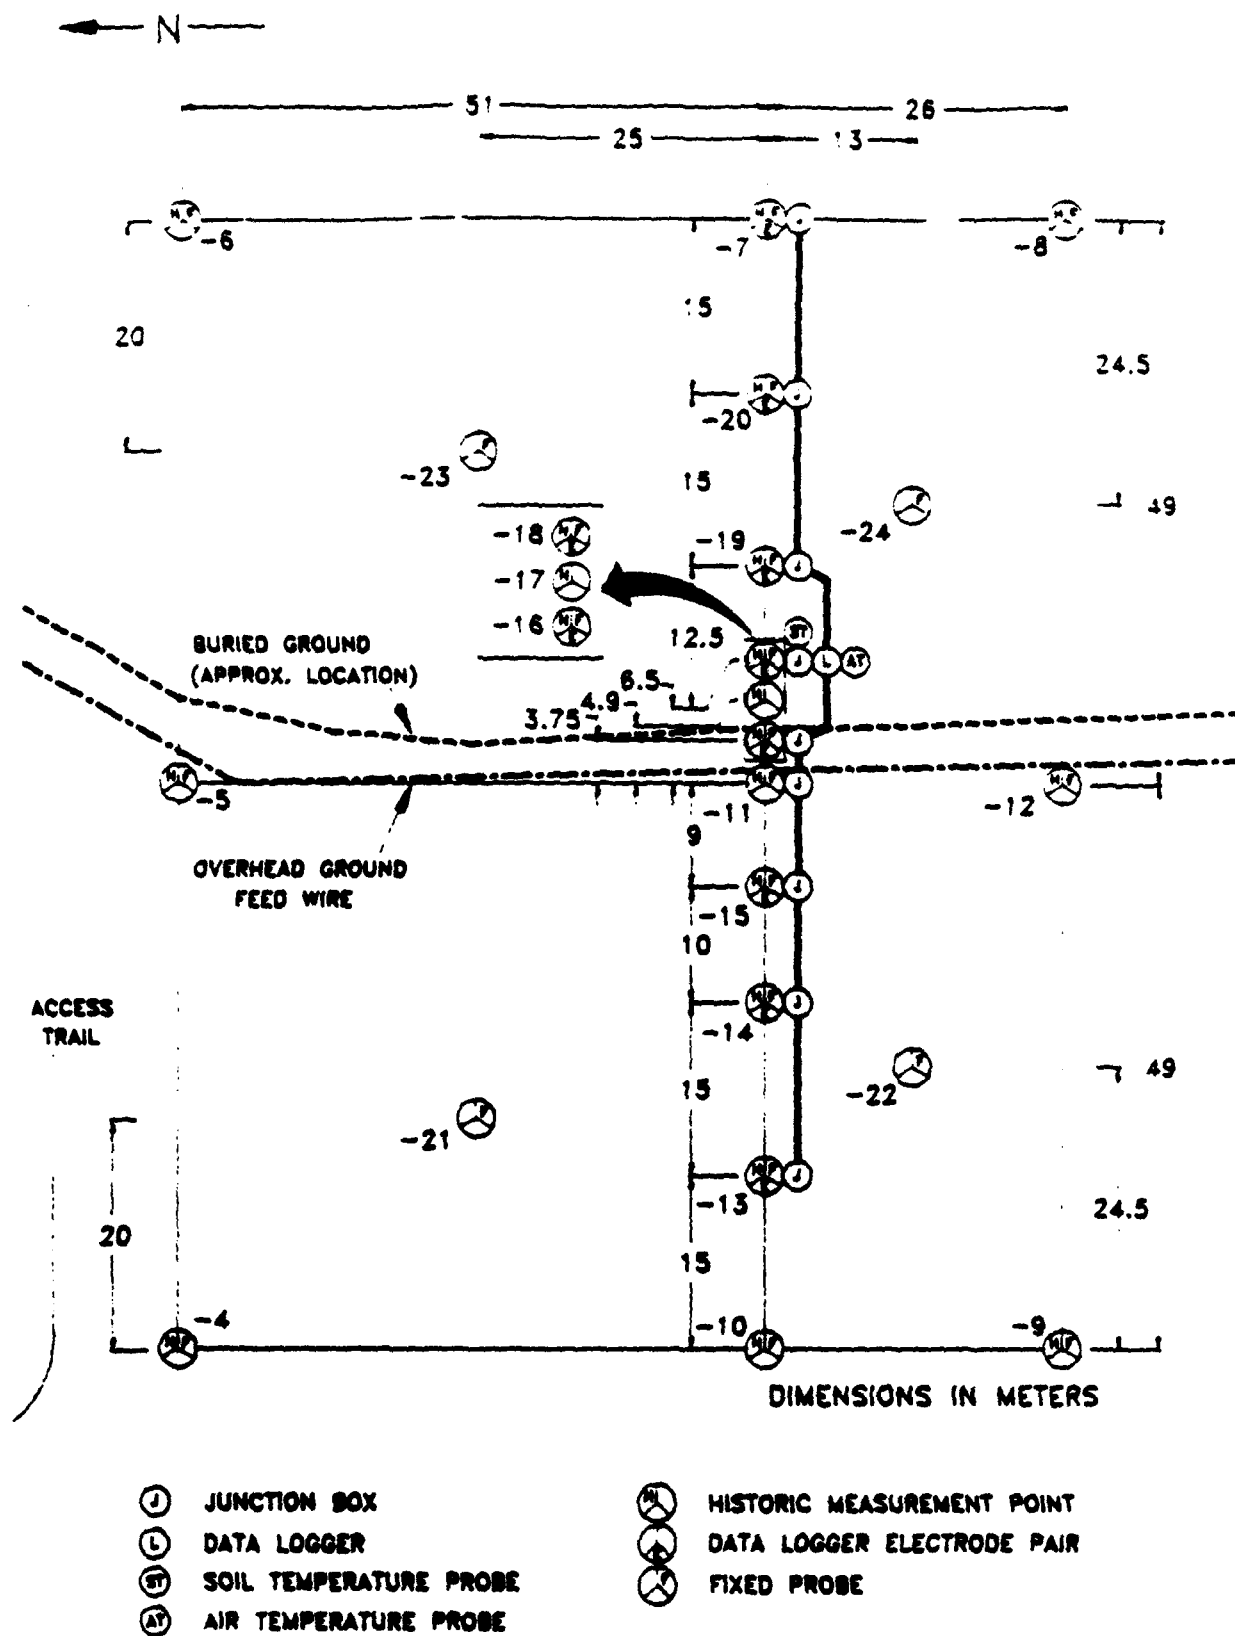 N
51
26
25
13
-6
-7
J
-8
20
15
24.5
-20
J
-23
15
-24
49
-18
-19
J
-17
-16
12.5
ST
J
L
AT
BURIED GROUND
(APPROX. LOCATION)
6.5
4.9
3.75
J
-5
-11
J
-12
9
OVERHEAD GROUND
FEED WIRE
-15
J
10
ACCESS
TRAIL
-14
J
15
-22
49
-21
-13
J
20
24.5
15
-4
-10
-9
DIMENSIONS IN METERS
J JUNCTION BOX
L DATA LOGGER
ST SOIL TEMPERATURE PROBE
AT AIR TEMPERATURE PROBE
HISTORIC MEASUREMENT POINT
DATA LOGGER ELECTRODE PAIR
F FIXED PROBE